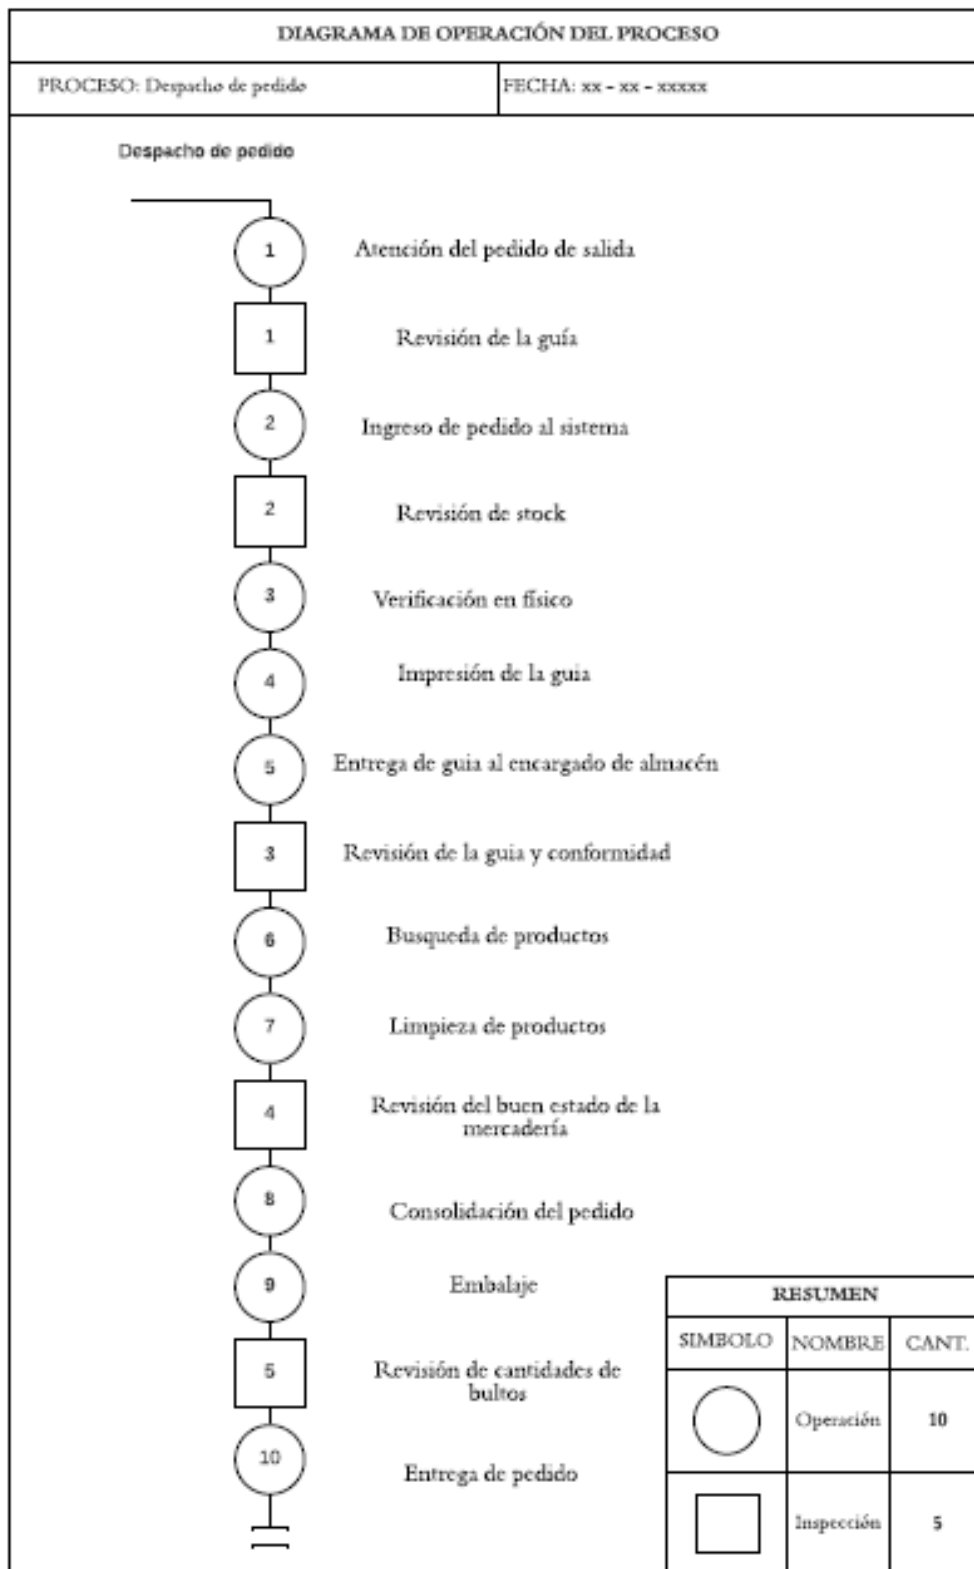 DIAGRAMA DE OPERACIÓN DEL PROCESO
PROCESO: Despacho de pedido
FECHA: xx - xx - xxxxx
Despacho de pedido
1
Atención del pedido de salida
1
Revisión de la guía
2
Ingreso de pedido al sistema
2
Revisión de stock
3
Verificación en físico
4
Impresión de la guia
5
Entrega de guia al encargado de almacén
3
Revisión de la guia y conformidad
6
Busqueda de productos
7
Limpieza de productos
4
Revisión del buen estado de la
mercadería
8
Consolidación del pedido
9
Embalaje
5
Revisión de cantidades de
bultos
10
Entrega de pedido
RESUMEN
SIMBOLO NOMBRE CANT.
Operación 10
Inspección 5